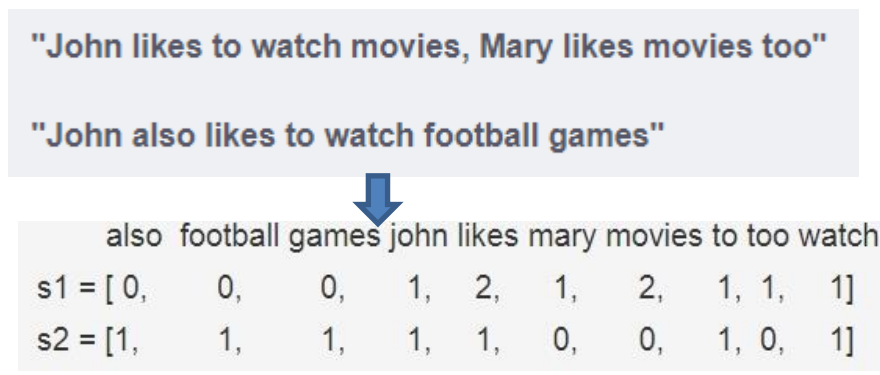 "John likes to watch movies, Mary likes movies too"
"John also likes to watch football games"
also football games john likes mary movies to too watch
s1 = [ 0, 0, 0, 1, 2, 1, 2, 1, 1, 1]
s2 = [1, 1, 1, 1, 1, 0, 0, 1, 0, 1]